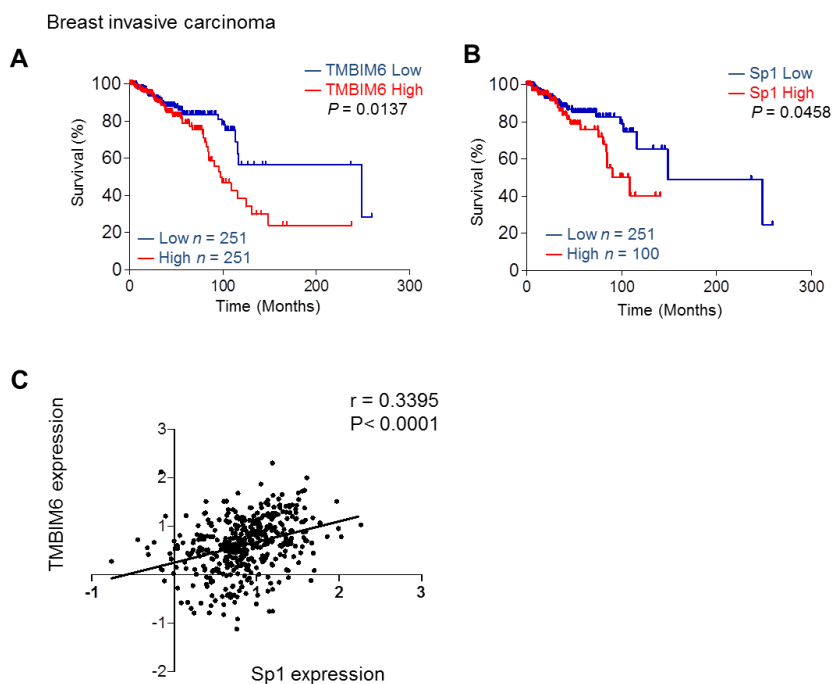 Breast invasive carcinoma
A
TMBIM6 Low
TMBIM6 High
P = 0.0137
Survival (%)
100
80
60
40
20
0
Low n = 251
High n = 251
0
100
200
300
Time (Months)
B
Sp1 Low
Sp1 High
P = 0.0458
Survival (%)
100
80
60
40
20
0
Low n = 251
High n = 100
0
100
200
300
Time (Months)
C
r = 0.3395
P< 0.0001
TMBIM6 expression
3
2
1
-1
-2
-1
1
2
3
Sp1 expression